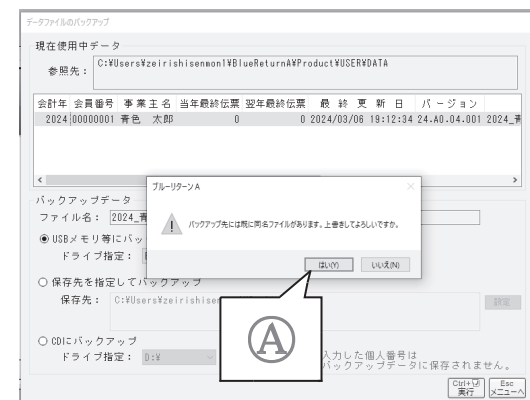 データファイルのバックアップ
現在使用中データ
参照先： C:¥Users¥zeirishisenmon1¥BlueReturnA¥Product¥USER¥DATA
会計年 会員番号 事業主名 当年最終伝票 翌年最終伝票 最終更新日 バージョン
2024 00000001 青色 太郎 0 0 2024/03/06 19:12:34 24.A0.04.001 2024_青
ブルーリターンA
バックアップ先には既に同名ファイルがあります。上書きしてよろしいですか。
はい(Y) いいえ(N)
バックアップデータ
ファイル名： 2024_青
USBメモリ等にバッ
ドライブ指定：
保存先を指定してバックアップ
保存先： C:¥Users¥zeirishisen 設定
Ⓐ
CDにバックアップ
ドライブ指定： D:¥
入力した個人番号は
バックアップデータに保存されません。
Ctrl+ 実行 Esc メニューへ